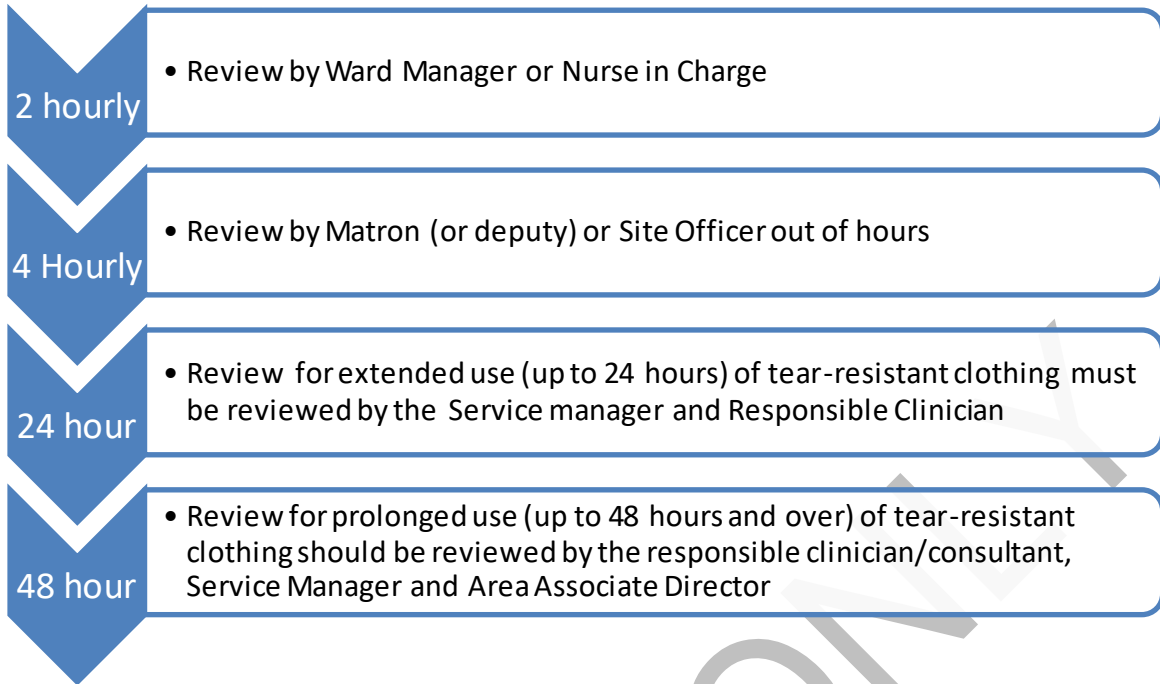 2 hourly
• Review by Ward Manager or Nurse in Charge
4 Hourly
• Review by Matron (or deputy) or Site Officer out of hours
24 hour
• Review for extended use (up to 24 hours) of tear-resistant clothing must
be reviewed by the Service manager and Responsible Clinician
48 hour
• Review for prolonged use (up to 48 hours and over) of tear-resistant
clothing should be reviewed by the responsible clinician/consultant,
Service Manager and Area Associate Director
ONLY